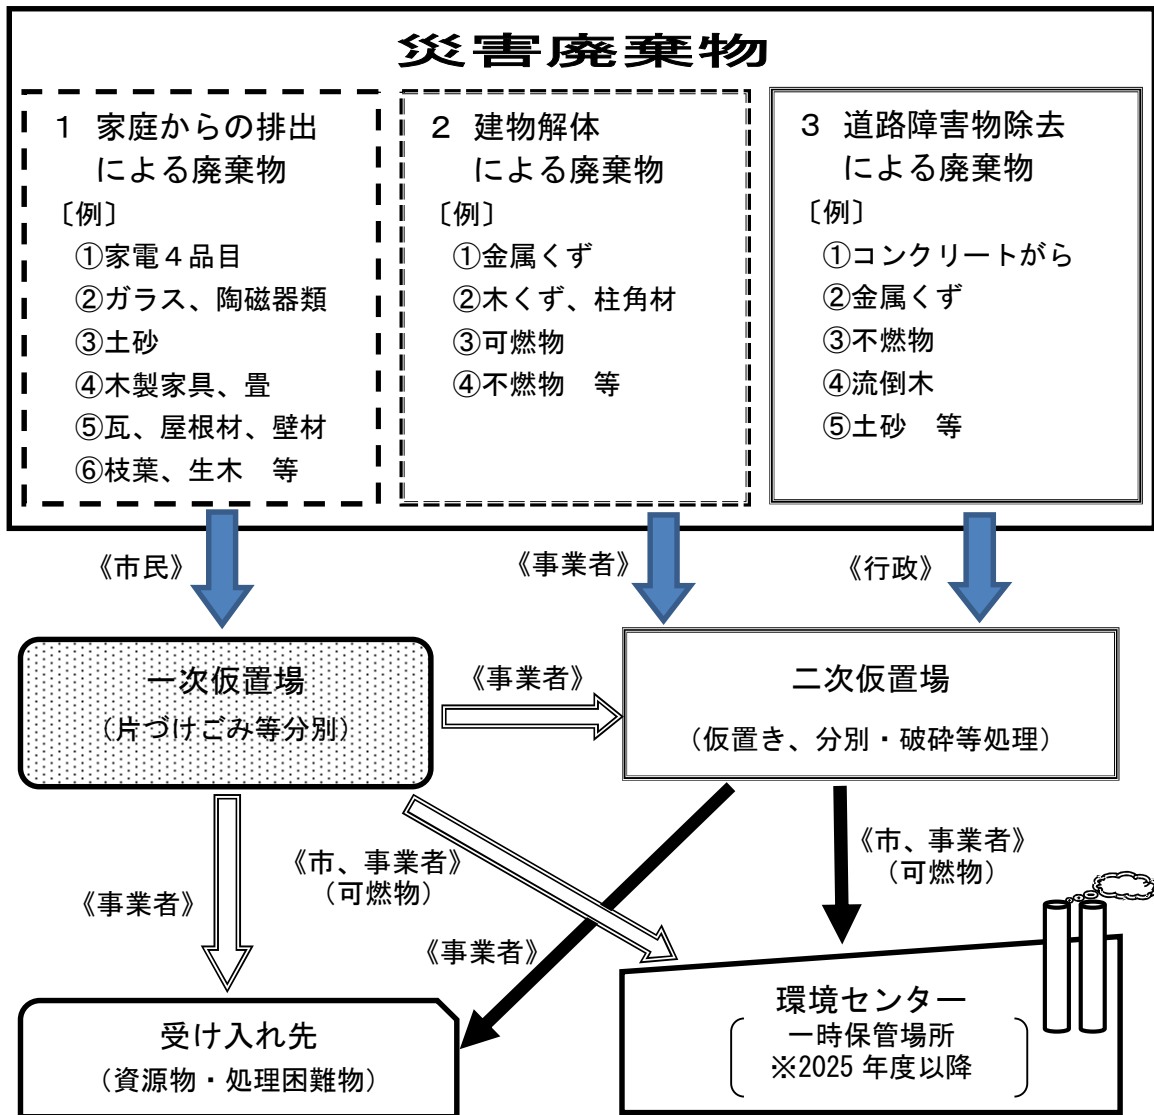 災害廃棄物
１ 家庭からの排出
による廃棄物
〔例〕
①家電４品目
②ガラス、陶磁器類
③土砂
④木製家具、畳
⑤瓦、屋根材、壁材
⑥枝葉、生木　等
２ 建物解体
による廃棄物
〔例〕
①金属くず
②木くず、柱角材
③可燃物
④不燃物　等
３ 道路障害物除去
による廃棄物
〔例〕
①コンクリートがら
②金属くず
③不燃物
④流倒木
⑤土砂　等
《市民》
《事業者》
《行政》
一次仮置場
（片づけごみ等分別）
《事業者》
二次仮置場
（仮置き、分別・破砕等処理）
《事業者》
《市、事業者》
（可燃物）
《事業者》
《市、事業者》
（可燃物）
受け入れ先
（資源物・処理困難物）
環境センター
一時保管場所
※2025 年度以降